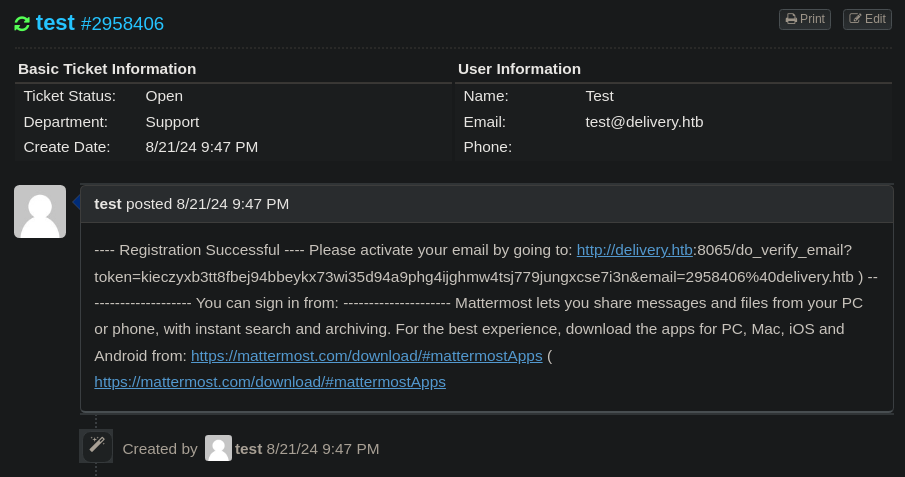 test #2958406
Print
Edit
Basic Ticket Information
User Information
Ticket Status: Open
Name: Test
Department: Support
Email: test@delivery.htb
Create Date: 8/21/24 9:47 PM
Phone:
test posted 8/21/24 9:47 PM
---- Registration Successful ---- Please activate your email by going to: http://delivery.htb:8065/do_verify_email?
token=kieczyxb3tt8fbej94bbeykx73wi35d94a9phg4ijghmw4tsj779jungxcse7i3n&email=2958406%40delivery.htb ) --
------------------- You can sign in from: --------------------- Mattermost lets you share messages and files from your PC
or phone, with instant search and archiving. For the best experience, download the apps for PC, Mac, iOS and
Android from: https://mattermost.com/download/#mattermostApps (
https://mattermost.com/download/#mattermostApps
Created by test 8/21/24 9:47 PM